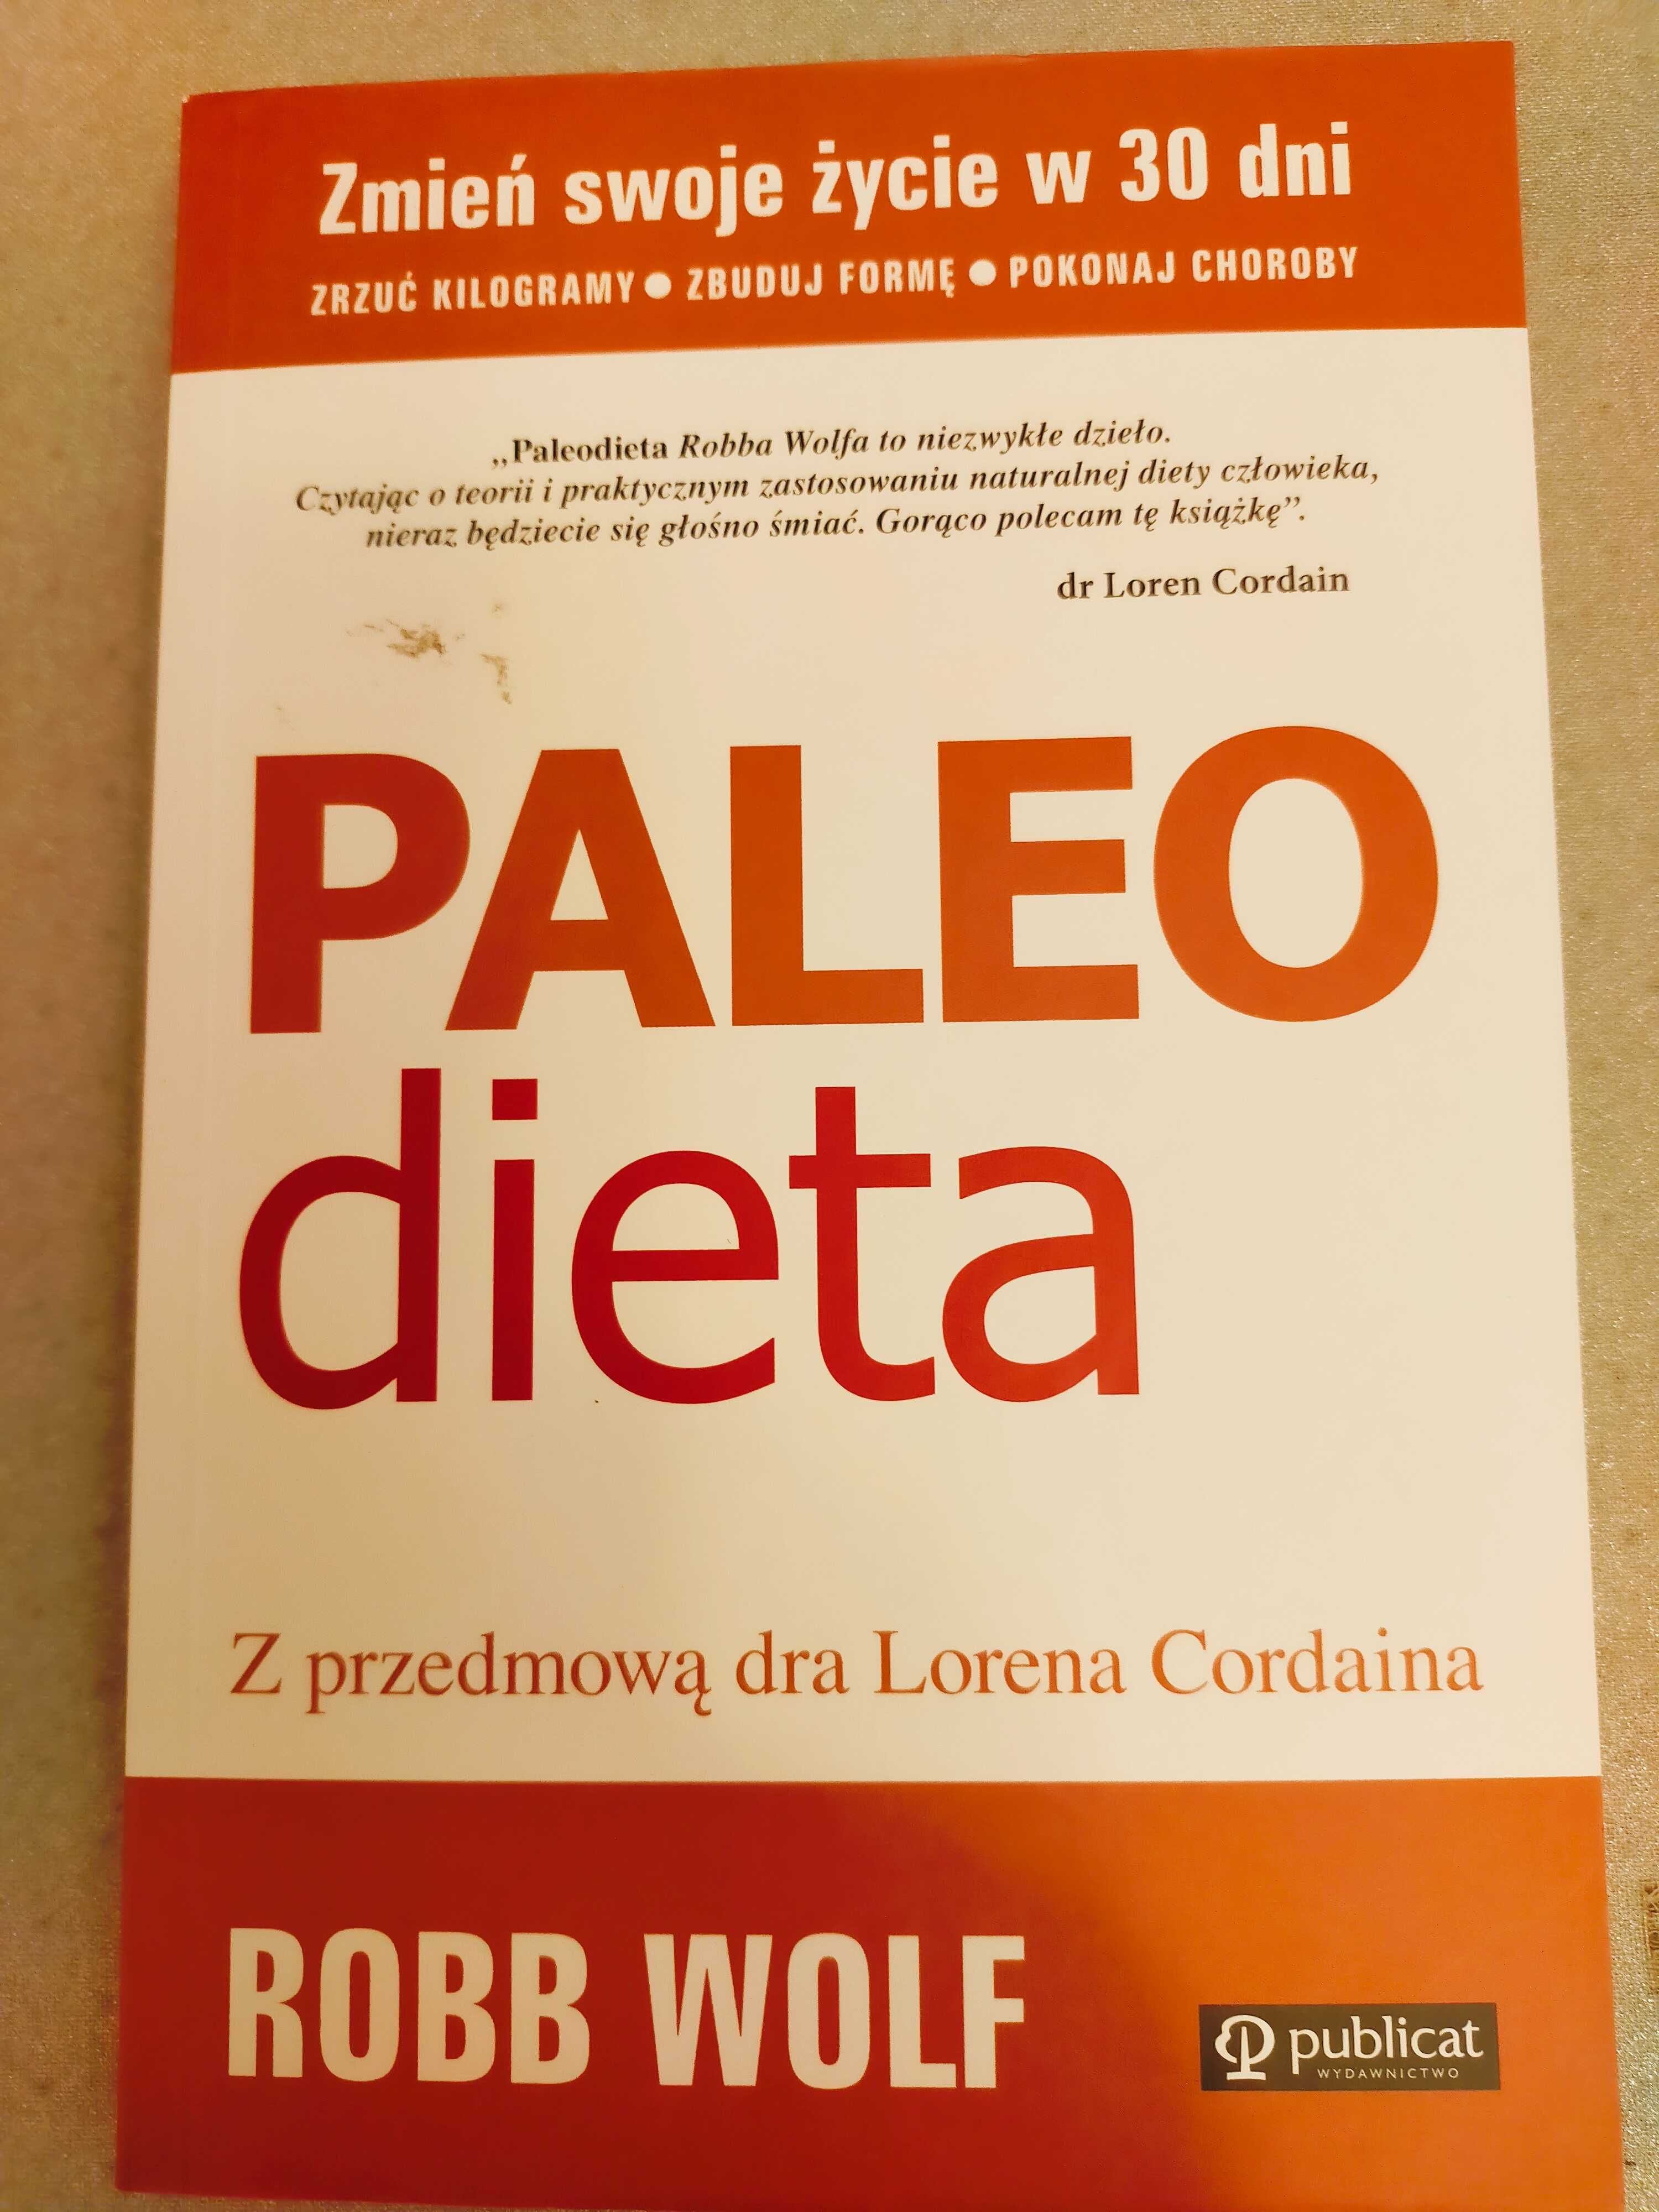 Zmień swoje życie w 30 dni
ZRZUĆ KILOGRAMY ● ZBUDUJ FORMĘ ● POKONAJ CHOROBY
„Paleodieta Robba Wolfa to niezwykłe dzieło.
Czytając o teorii i praktycznym zastosowaniu naturalnej diety człowieka,
nieraz będziecie się głośno śmiać. Gorąco polecam tę książkę”.
dr Loren Cordain
PALEO
dieta
Z przedmową dra Lorena Cordaina
ROBB WOLF
publicat
WYDAWNICTWO